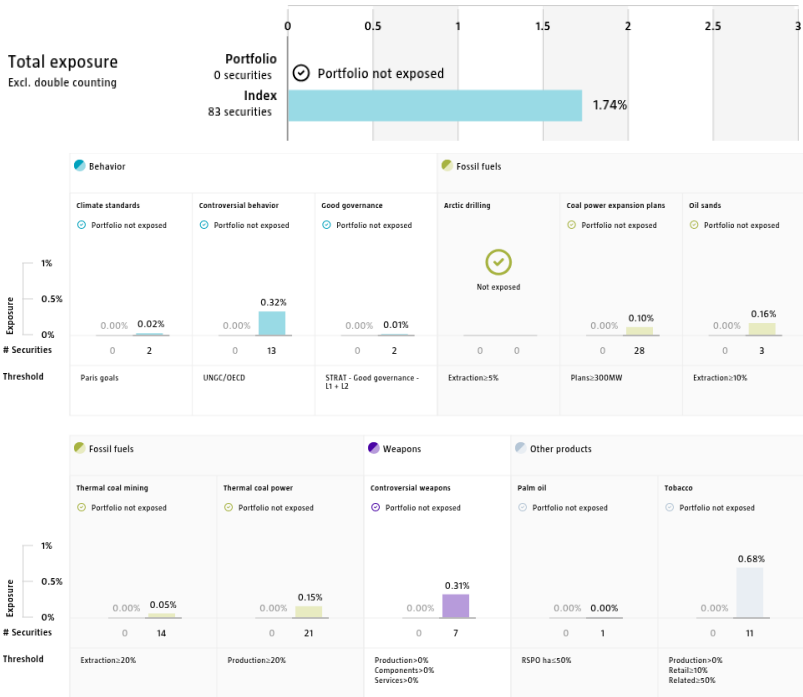 0 0.5 1 1.5 2 2.5 3
Total exposure
Excl. double counting
Portfolio
0 securities
Portfolio not exposed
Index
83 securities
1.74%
Behavior
Fossil fuels
Climate standards
Controversial behavior
Good governance
Arctic drilling
Coal power expansion plans
Oil sands
Portfolio not exposed
Portfolio not exposed
Portfolio not exposed
Portfolio not exposed
Portfolio not exposed
Not exposed
Exposure
1%
0.5%
0%
0.00% 0.02%
0.00% 0.32%
0.00% 0.01%
0.00% 0.10%
0.00% 0.16%
# Securities
0 2
0 13
0 2
0 0
0 28
0 3
Threshold
Paris goals
UNGC/OECD
STRAT - Good governance -
L1 + L2
Extraction≥5%
Plans≥300MW
Extraction≥10%
Fossil fuels
Weapons
Other products
Thermal coal mining
Thermal coal power
Controversial weapons
Palm oil
Tobacco
Portfolio not exposed
Portfolio not exposed
Portfolio not exposed
Portfolio not exposed
Portfolio not exposed
Exposure
1%
0.5%
0%
0.00% 0.05%
0.00% 0.15%
0.00% 0.31%
0.00% 0.00%
0.00% 0.68%
# Securities
0 14
0 21
0 7
0 1
0 11
Threshold
Extraction≥20%
Production≥20%
Production>0%
Components>0%
Services>0%
RSPO ha≤50%
Production>0%
Retail≥10%
Related≥50%